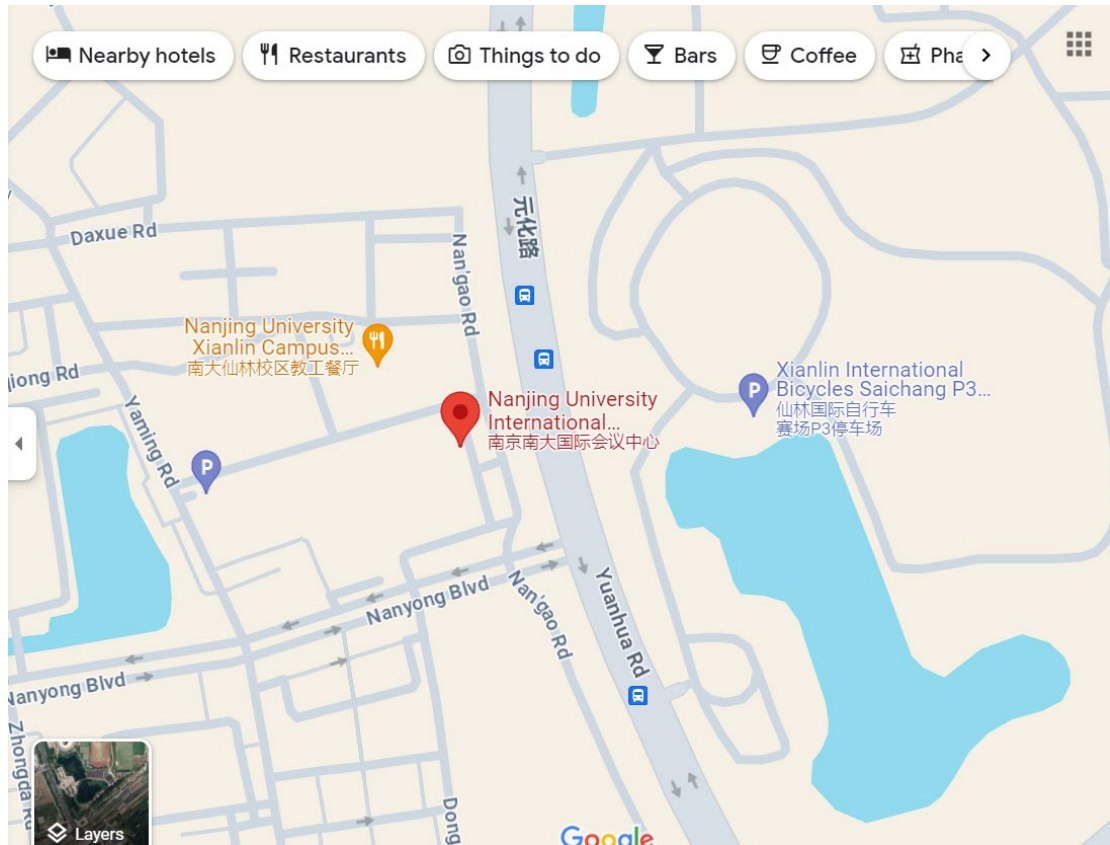 Nearby hotels
Restaurants
Things to do
Bars
Coffee
Pha
元化路
Daxue Rd
Nan'gao Rd
Nanjing University
Xianlin Campus...
南大仙林校区教工餐厅
iong Rd
Yaming Rd
Nanjing University
International...
南京南大国际会议中心
Xianlin International
Bicycles Saichang P3...
仙林国际自行车
赛场P3停车场
P
P
Nanyong Blvd
Nan'gao Rd
Yuanhua Rd
Nanyong Blvd
Zhongda Rd
Dong
Layers
Google